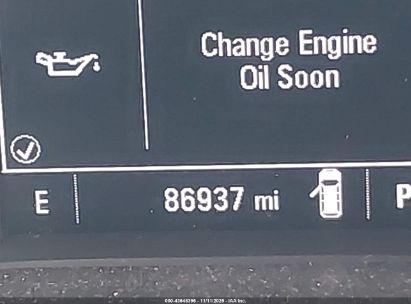 Change Engine
Oil Soon
E 86937 mi P